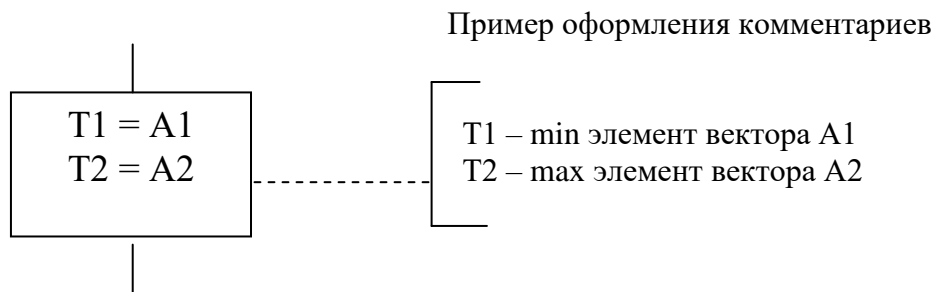 Пример оформления комментариев
T1 = A1
T2 = A2
T1 – min элемент вектора A1
T2 – max элемент вектора A2